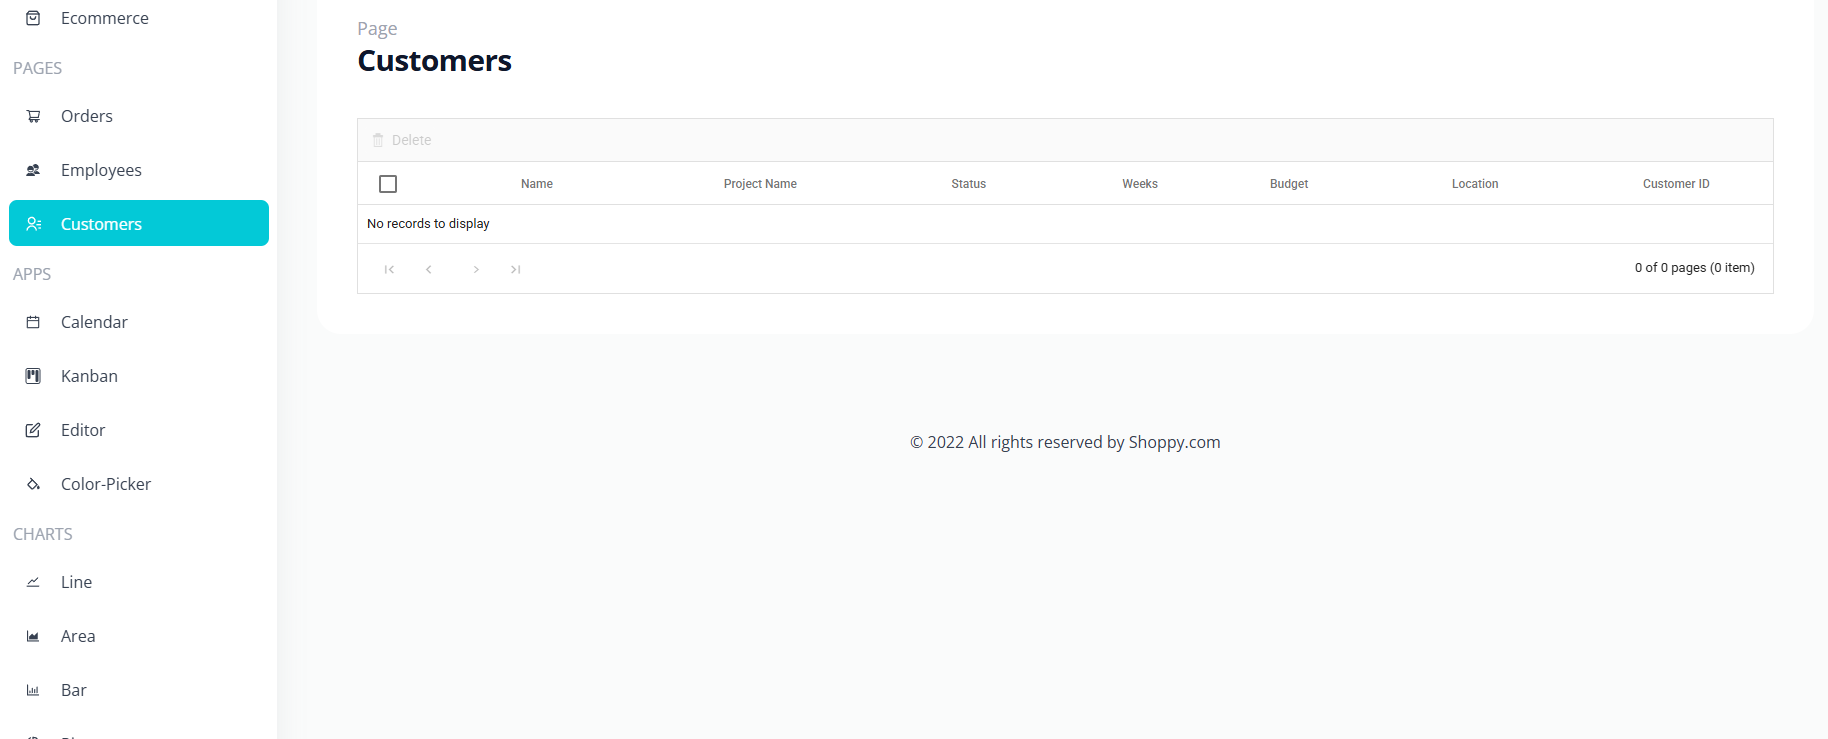 Ecommerce
PAGES
Orders
Employees
Customers
APPS
Calendar
Kanban
Editor
Color-Picker
CHARTS
Line
Area
Bar
Page
Customers
Delete
Name Project Name Status Weeks Budget Location Customer ID
No records to display
0 of 0 pages (0 item)
© 2022 All rights reserved by Shoppy.com